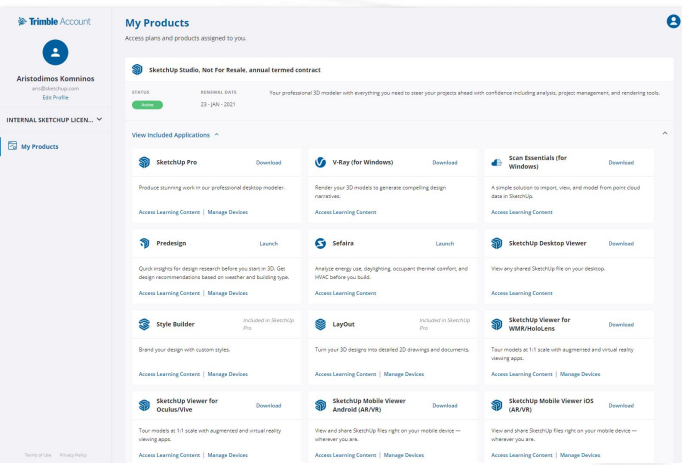 Trimble Account
Aristodimos Komninos
aris@sketchup.com
Edit Profile
INTERNAL SKETCHUP LICEN...
My Products
Terms of Use Privacy Policy
My Products
Access plans and products assigned to you.
SketchUp Studio, Not For Resale, annual termed contract
STATUS
Active
RENEWAL DATE
23 - JAN - 2021
Your professional 3D modeler with everything you need to steer your projects ahead with confidence including analysis, project management, and rendering tools.
View Included Applications
SketchUp Pro
Download
Produce stunning work in our professional desktop modeler.
Access Learning Content | Manage Devices
V-Ray (for Windows)
Download
Render your 3D models to generate compelling design
narratives.
Access Learning Content
Scan Essentials (for
Windows)
Download
A simple solution to import, view, and model from point cloud
data in SketchUp.
Access Learning Content
Predesign
Launch
Quick insights for design research before you start in 3D. Get
design recommendations based on weather and building type.
Access Learning Content | Manage Devices
Sefaira
Launch
Analyze energy use, daylighting, occupant thermal comfort, and
HVAC before you build.
Access Learning Content
SketchUp Desktop Viewer
Download
View any shared SketchUp file on your desktop.
Access Learning Content
Style Builder
Included in SketchUp
Pro
Brand your design with custom styles.
Access Learning Content | Manage Devices
LayOut
Included in SketchUp
Pro
Turn your 3D designs into detailed 2D drawings and documents.
Access Learning Content | Manage Devices
SketchUp Viewer for
WMR/HoloLens
Download
Tour models at 1:1 scale with augmented and virtual reality
viewing apps.
Access Learning Content | Manage Devices
SketchUp Viewer for
Oculus/Vive
Download
Tour models at 1:1 scale with augmented and virtual reality
viewing apps.
Access Learning Content | Manage Devices
SketchUp Mobile Viewer
Android (AR/VR)
Download
View and share SketchUp files right on your mobile device —
wherever you are.
Access Learning Content | Manage Devices
SketchUp Mobile Viewer iOS
(AR/VR)
Download
View and share SketchUp files right on your mobile device —
wherever you are.
Access Learning Content | Manage Devices